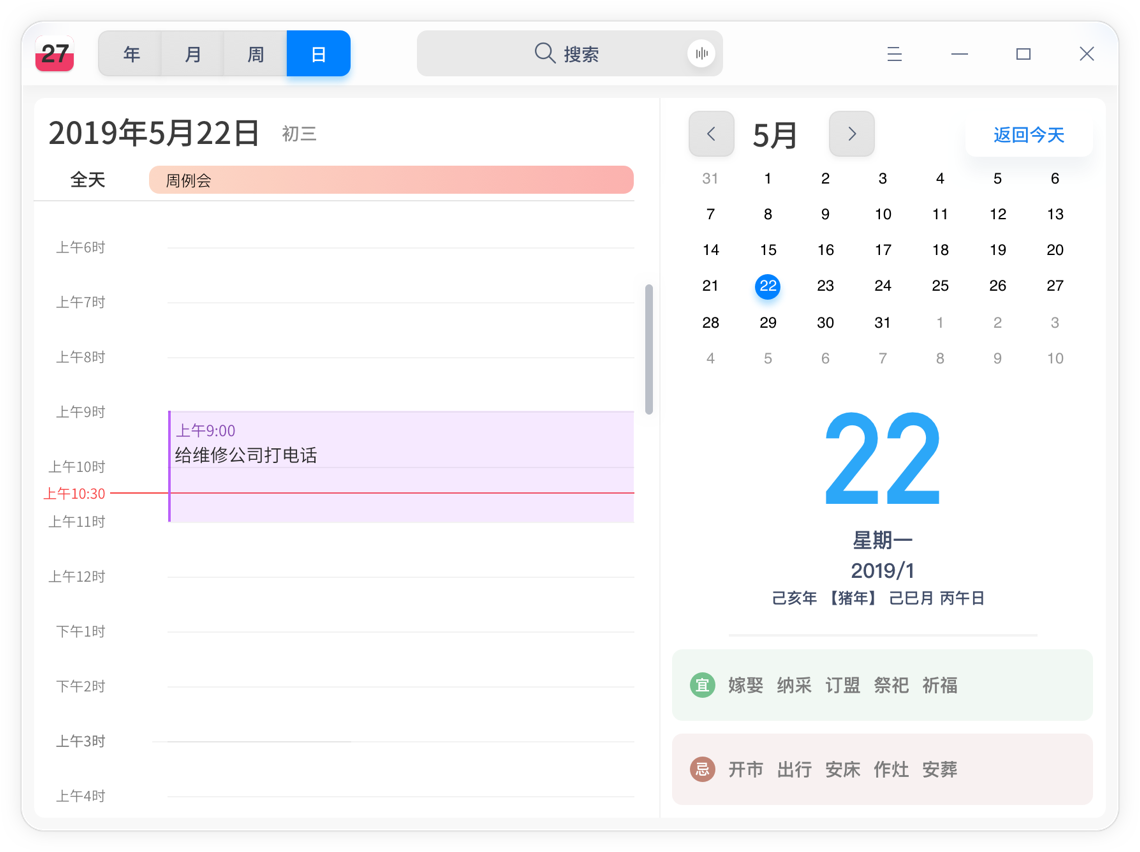 27 年 月 周 日 搜索
2019年5月22日 初三
全天 周例会
上午6时
上午7时
上午8时
上午9时
上午9:00
给维修公司打电话
上午10时
上午10:30
上午11时
上午12时
下午1时
下午2时
上午3时
上午4时
5月 返回今天
31 1 2 3 4 5 6
7 8 9 10 11 12 13
14 15 16 17 18 19 20
21 22 23 24 25 26 27
28 29 30 31 1 2 3
4 5 6 7 8 9 10
22
星期一
2019/1
己亥年 【猪年】 己巳月 丙午日
宜 嫁娶 纳采 订盟 祭祀 祈福
忌 开市 出行 安床 作灶 安葬